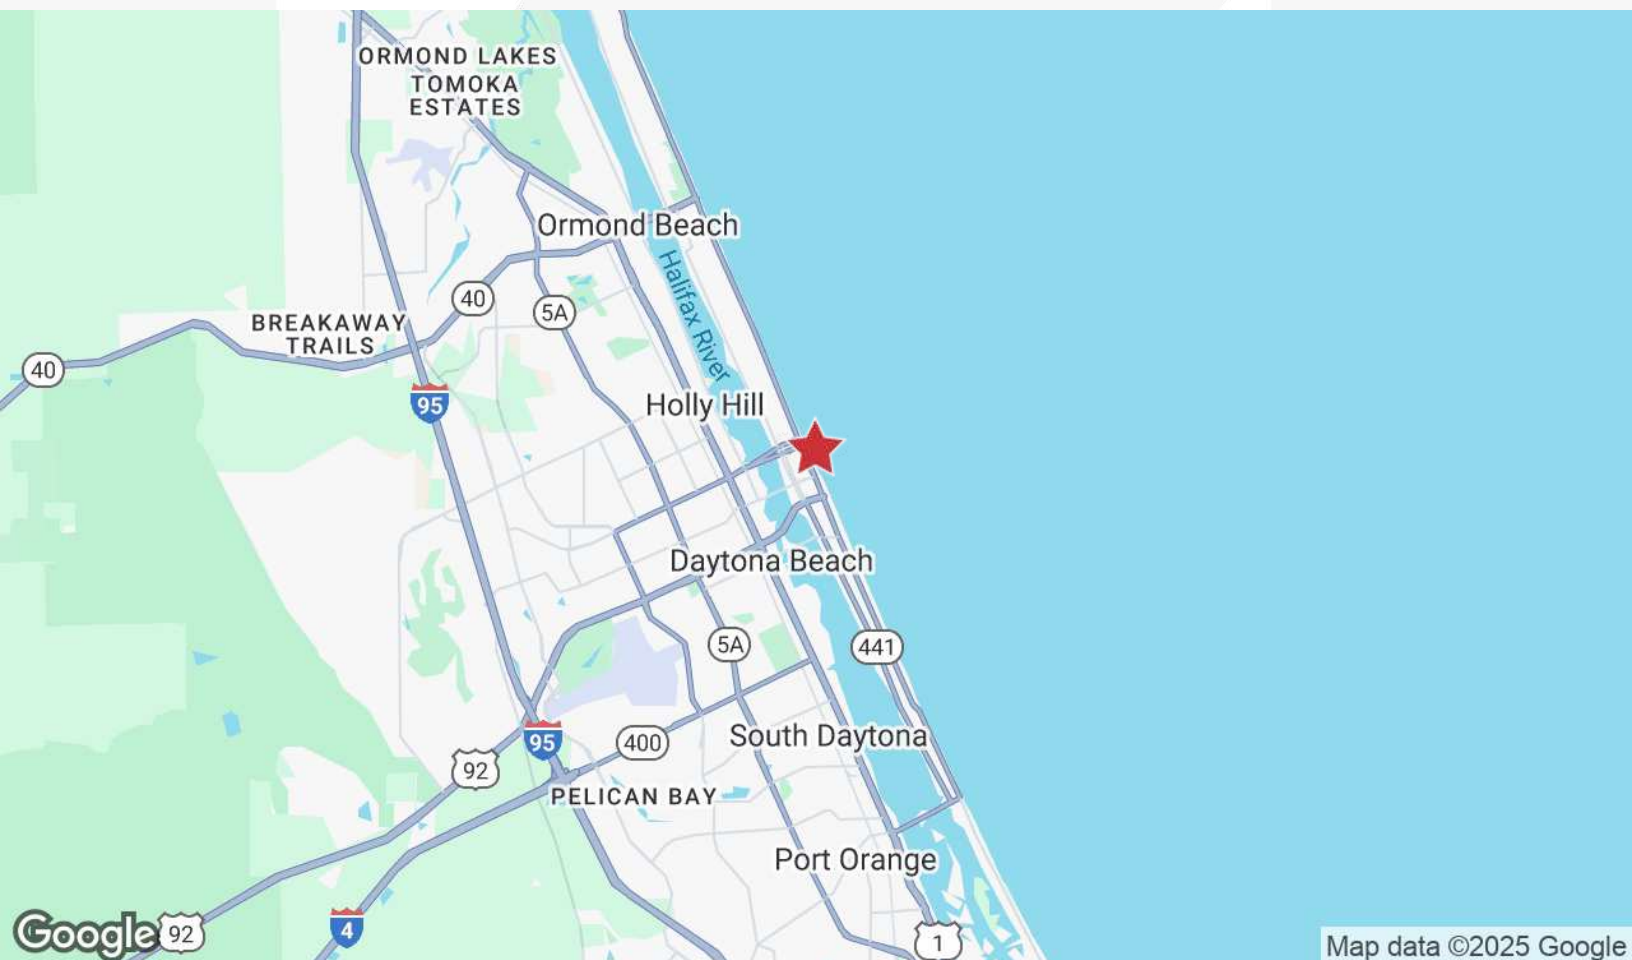 ORMOND LAKES
TOMOKA
ESTATES
Ormond Beach
Halifax River
40
5A
BREAKAWAY
TRAILS
40
95
Holly Hill
Daytona Beach
5A
441
95
400
South Daytona
92
PELICAN BAY
Port Orange
Google
92
4
1
Map data ©2025 Google